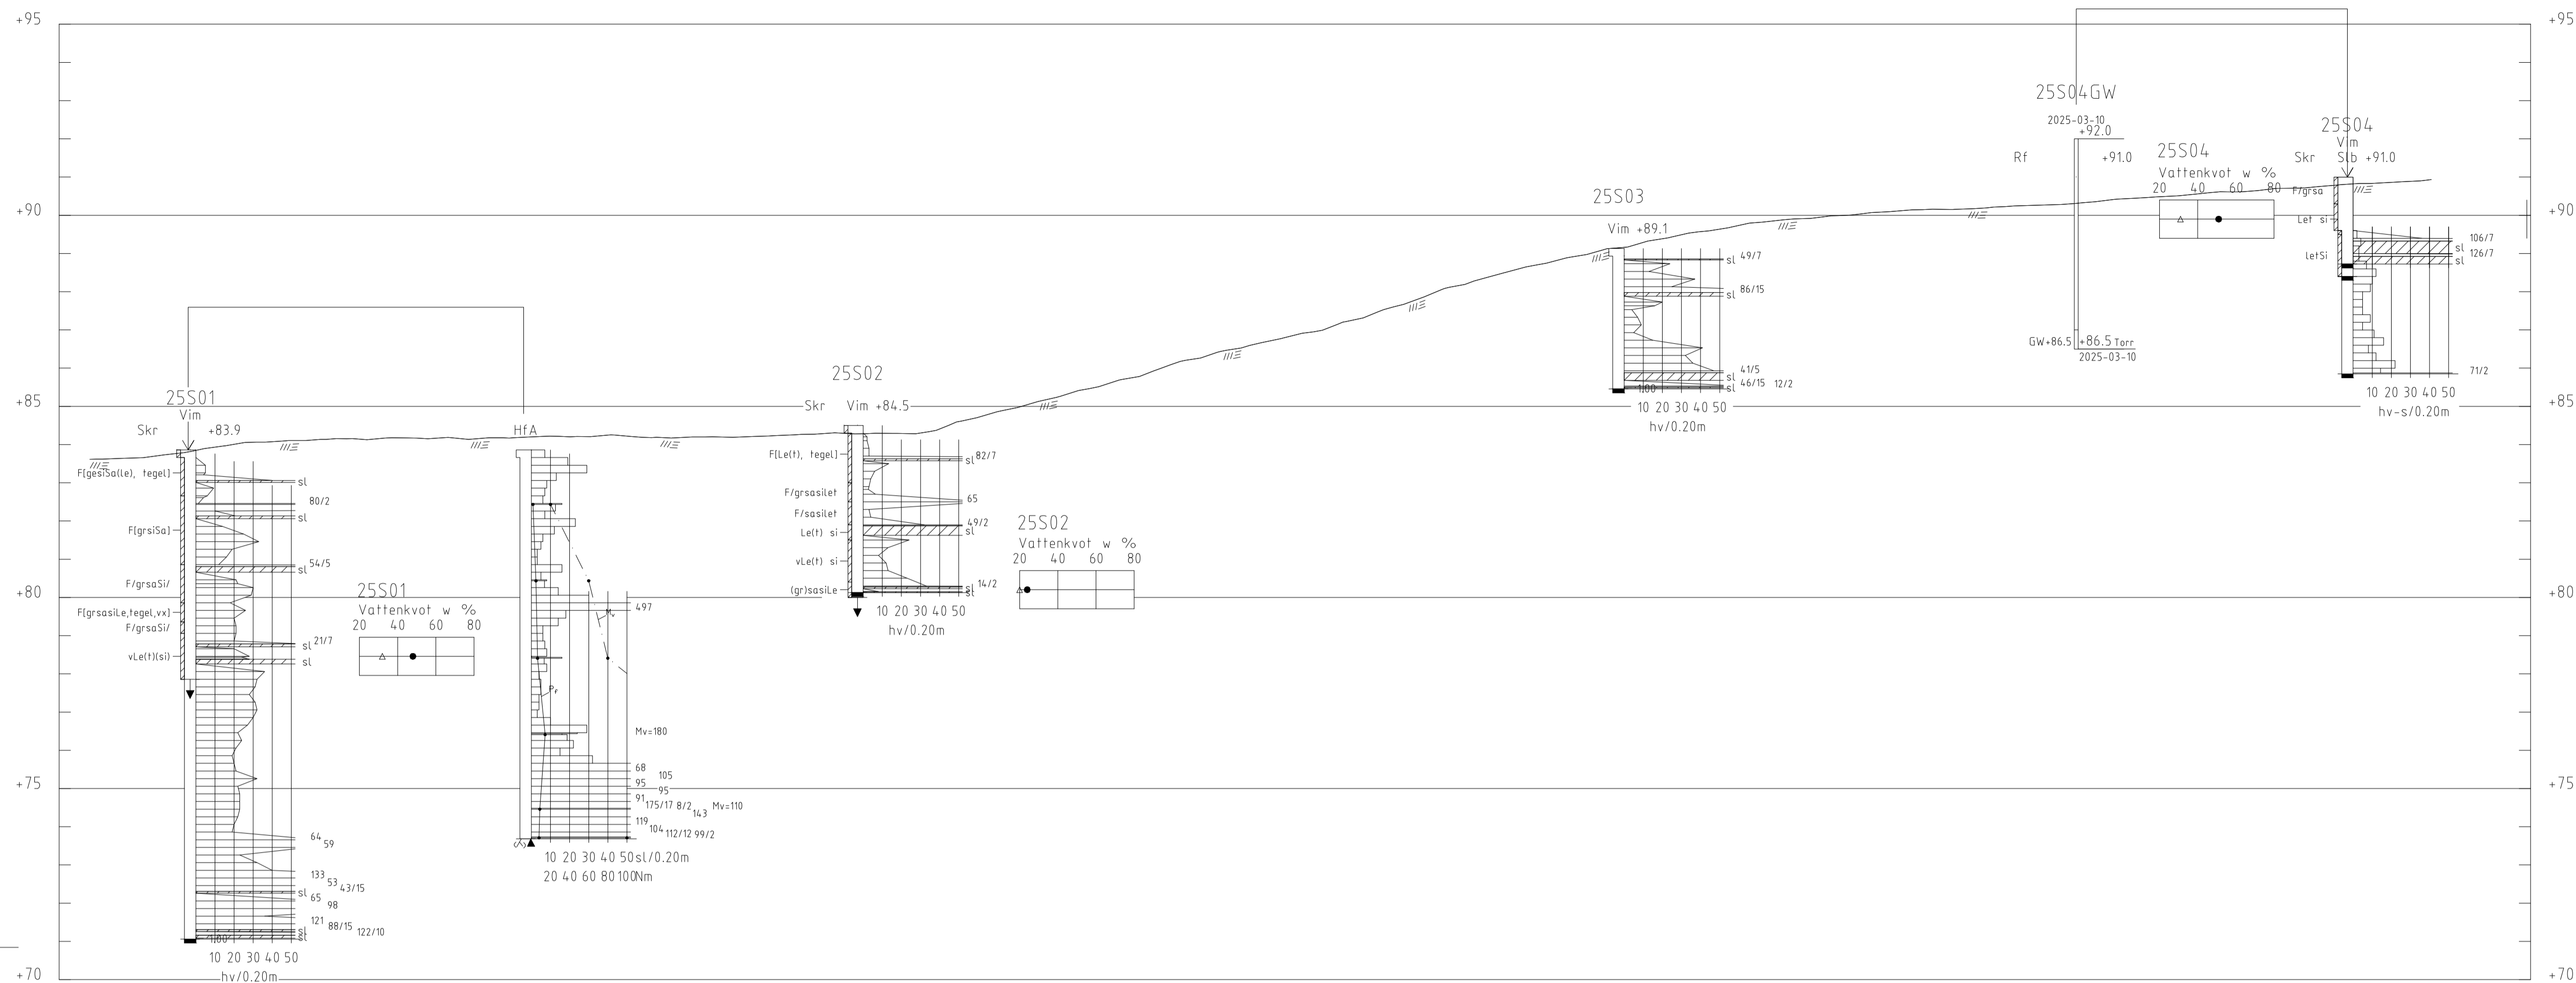 +95 +95
25S04GW
2025-03-10
+92.0
25S04
Vim
Rf +91.0
25S04
Skr Slb +91.0
Vattenkvot w %
20 40 60 80
F/grsa
25S03
+90 +90
Let si
Vim +89.1
106/7
sl
126/7
sl
letSi
49/7
sl
86/15
sl
GW+86.5 +86.5 Torr
2025-03-10
41/5
sl
46/15 12/2
sl
1.00
71/2
10 20 30 40 50
hv-s/0.20m
10 20 30 40 50
hv/0.20m
25S02
25S01
+85 +85
Skr Vim +84.5
Vim
Skr +83.9
HfA
F[Le(t), tegel]
82/7
sl
F/grsasilet
65
F/sasilet
49/2
sl
Le(t) si
vLe(t) si
14/2
sl
sl
(gr)sasiLe
10 20 30 40 50
hv/0.20m
25S02
Vattenkvot w %
20 40 60 80
F[gesiSa(le), tegel]
sl
80/2
sl
F[grsiSa]
54/5
sl
F/grsaSi/
+80 +80
F[grsasiLe,tegel,vx]
F/grsaSi/
21/7
sl
vLe(t)(si)
sl
25S01
Vattenkvot w %
20 40 60 80
497
Mv
Pf
Mv=180
68
105
95
+75 +75
95
91
175/17 8/2 143 Mv=110
119
104 112/12 99/2
10 20 30 40 50 sl/0.20m
20 40 60 80 100Nm
64
59
133
53
43/15
sl
65
98
121
88/15
122/10
sl
sl
1.00
10 20 30 40 50
+70 +70
hv/0.20m